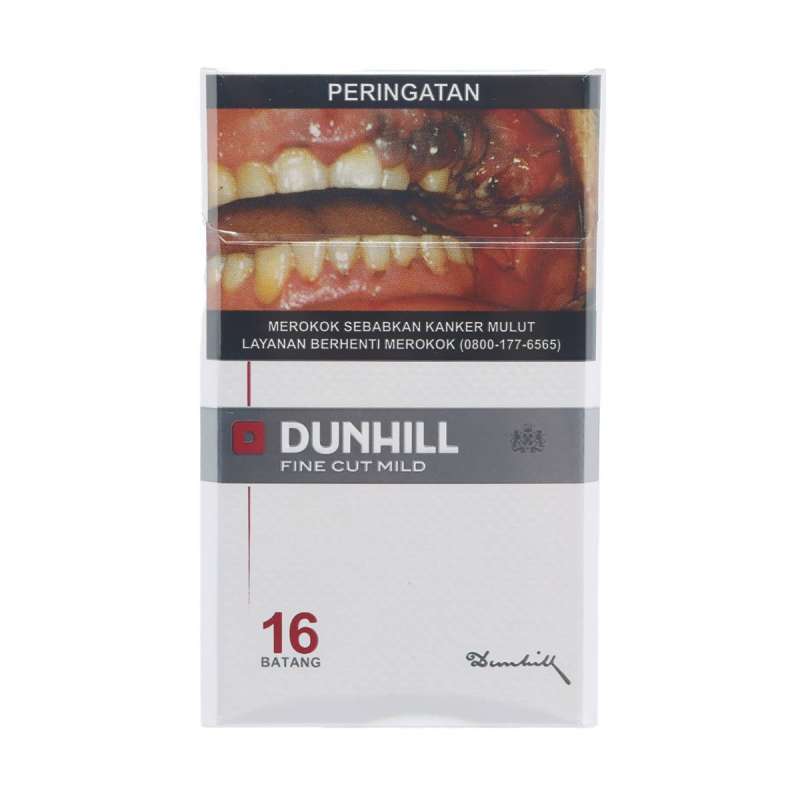 PERINGATAN
MEROKOK SEBABKAN KANKER MULUT
LAYANAN BERHENTI MEROKOK (0800-177-6565)
DUNHILL
FINE CUT MILD
16
BATANG
Dunhill